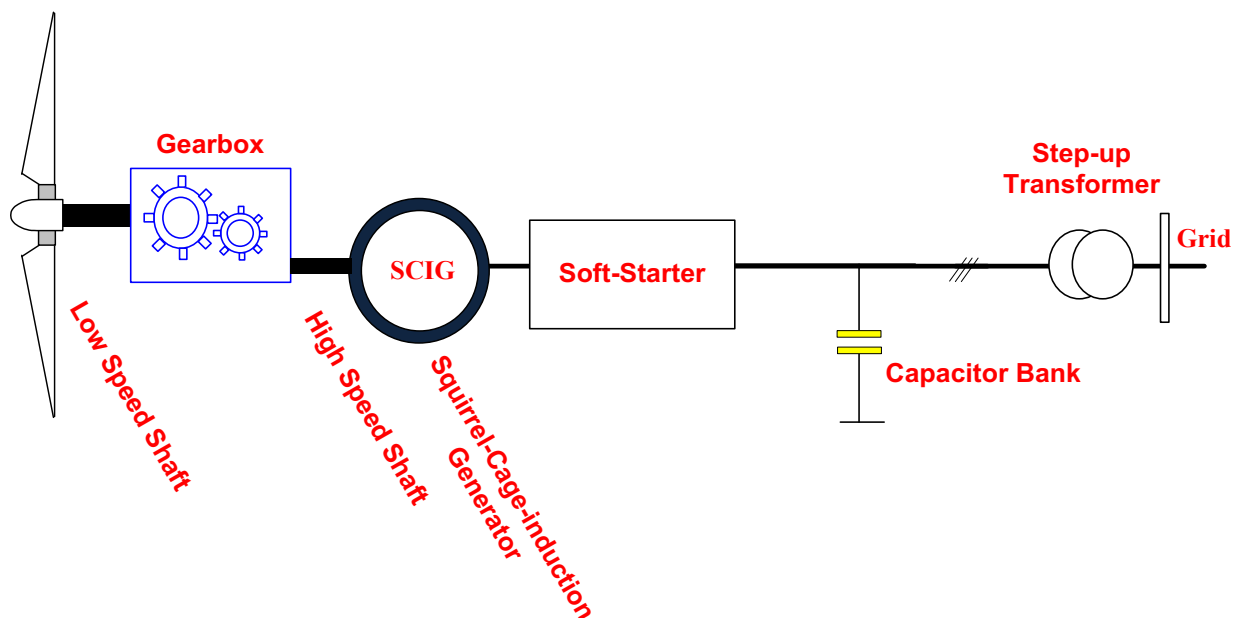 Gearbox
Step-up
Transformer
Grid
SCIG
Soft-Starter
Capacitor Bank
Low Speed Shaft
High Speed Shaft
Squirrel-Cage-induction
Generator